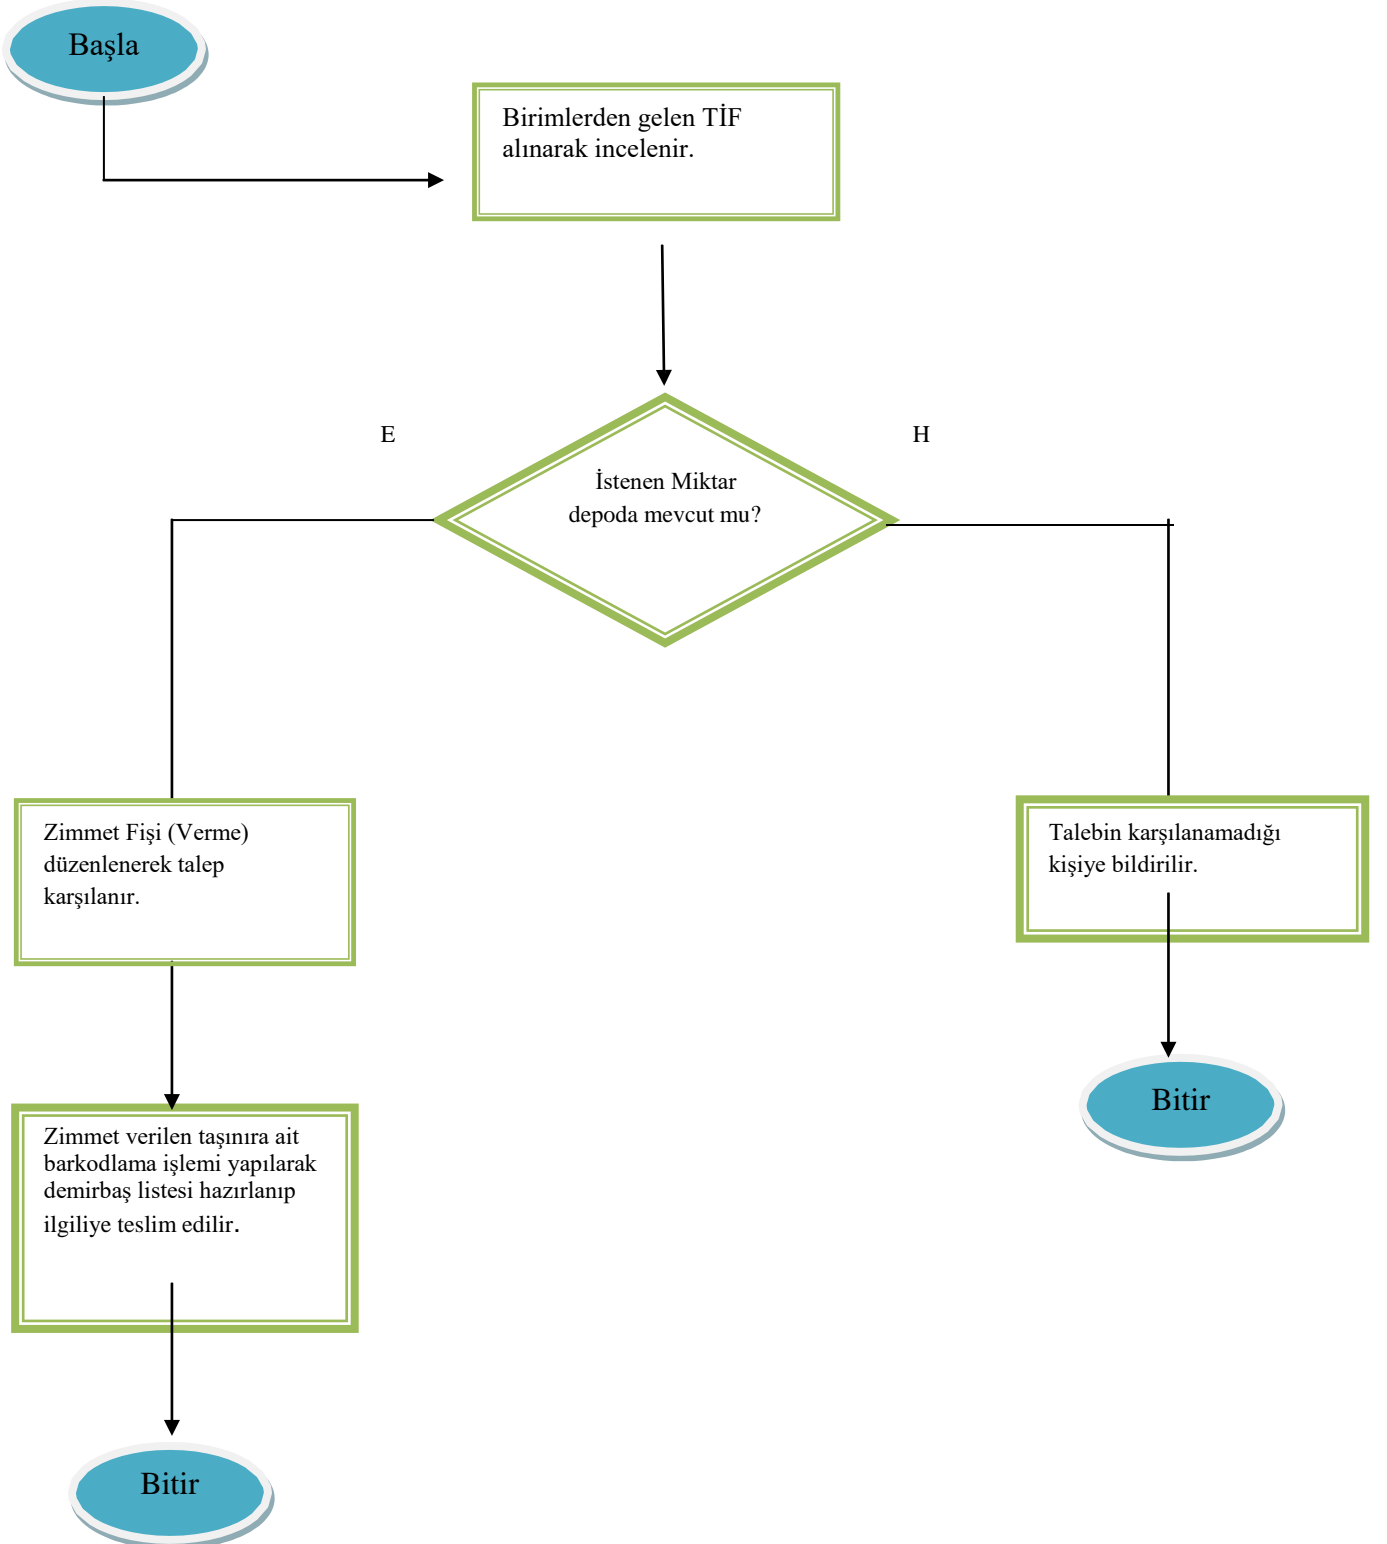 Başla
Birimlerden gelen TİF
alınarak incelenir.
E
H
İstenen Miktar
depoda mevcut mu?
Zimmet Fişi (Verme)
düzenlenerek talep
karşılanır.
Talebin karşılanamadığı
kişiye bildirilir.
Bitir
Zimmet verilen taşınıra ait
barkodlama işlemi yapılarak
demirbaş listesi hazırlanıp
ilgiliye teslim edilir.
Bitir